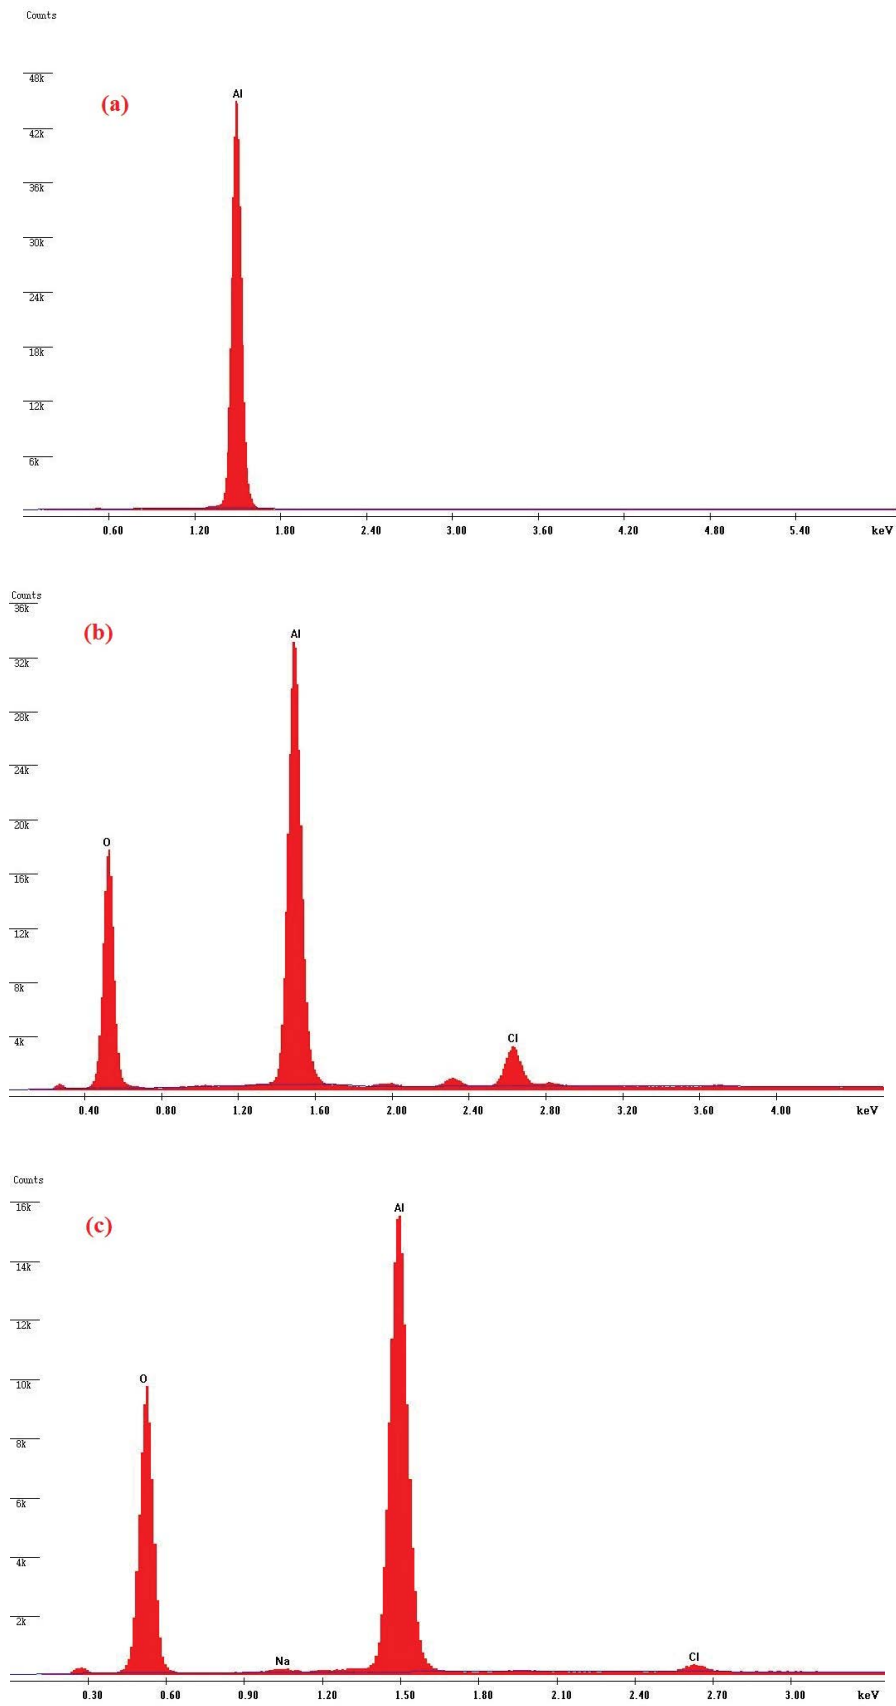 Counts
48k
(a)
Al
42k
36k
30k
24k
18k
12k
6k
0.60 1.20 1.80 2.40 3.00 3.60 4.20 4.80 5.40 keV
Counts
36k
(b)
Al
32k
28k
24k
20k
O
16k
12k
8k
Cl
4k
0.40 0.80 1.20 1.60 2.00 2.40 2.80 3.20 3.60 4.00 keV
Counts
16k
Al
(c)
14k
12k
O
10k
8k
6k
4k
2k
Na
Cl
0.30 0.60 0.90 1.20 1.50 1.80 2.10 2.40 2.70 3.00 keV